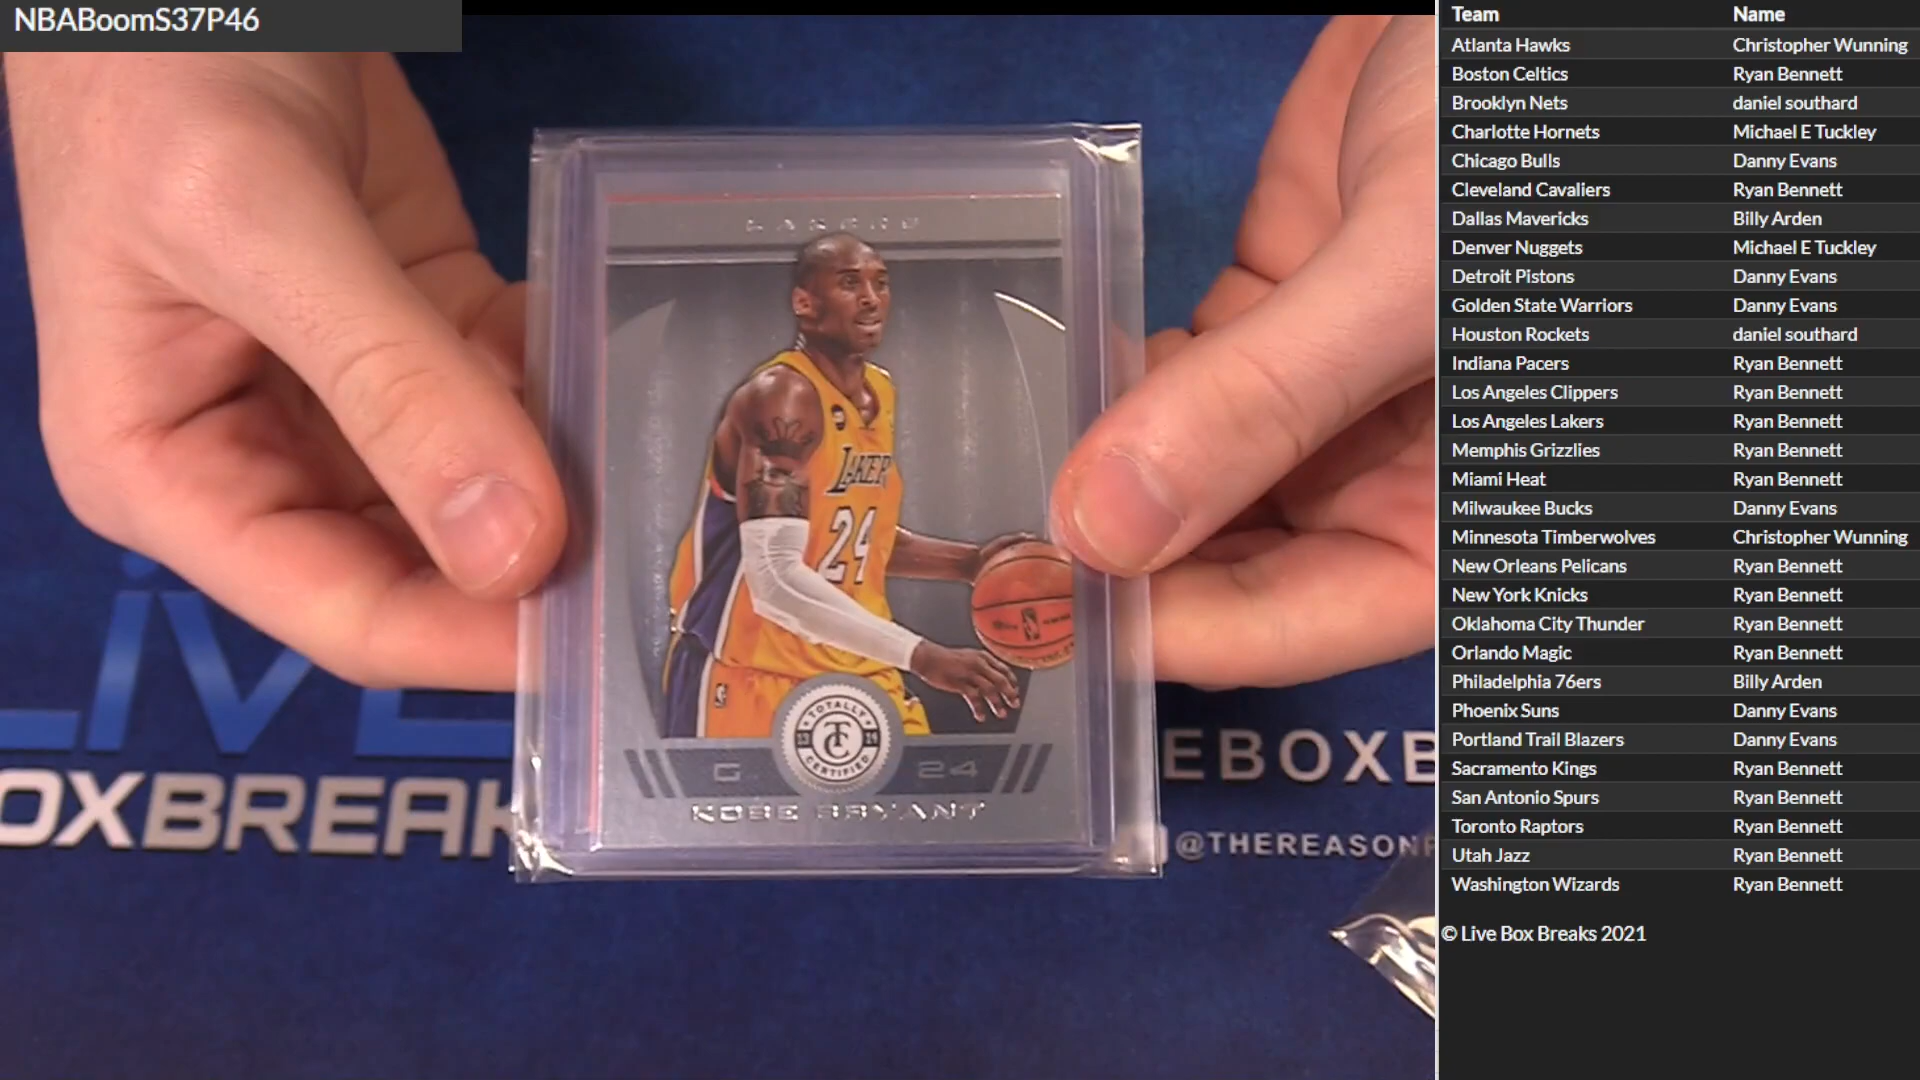 NBABoomS37P46
Team Name
Atlanta Hawks Christopher Wunning
Boston Celtics Ryan Bennett
Brooklyn Nets daniel southard
Charlotte Hornets Michael E Tuckley
Chicago Bulls Danny Evans
Cleveland Cavaliers Ryan Bennett
Dallas Mavericks Billy Arden
Denver Nuggets Michael E Tuckley
Detroit Pistons Danny Evans
Golden State Warriors Danny Evans
Houston Rockets daniel southard
Indiana Pacers Ryan Bennett
Los Angeles Clippers Ryan Bennett
Los Angeles Lakers Ryan Bennett
Memphis Grizzlies Ryan Bennett
Miami Heat Ryan Bennett
Milwaukee Bucks Danny Evans
Minnesota Timberwolves Christopher Wunning
New Orleans Pelicans Ryan Bennett
New York Knicks Ryan Bennett
Oklahoma City Thunder Ryan Bennett
Orlando Magic Ryan Bennett
Philadelphia 76ers Billy Arden
Phoenix Suns Danny Evans
Portland Trail Blazers Danny Evans
Sacramento Kings Ryan Bennett
San Antonio Spurs Ryan Bennett
Toronto Raptors Ryan Bennett
Utah Jazz Ryan Bennett
Washington Wizards Ryan Bennett
© Live Box Breaks 2021
LAKERS
LAKER
24
TOTALLY
13 TC 14
CERTIFIED
G 24
KOBE BRYANT
LIVE
OXBREAK
EBOXB
@THEREASON